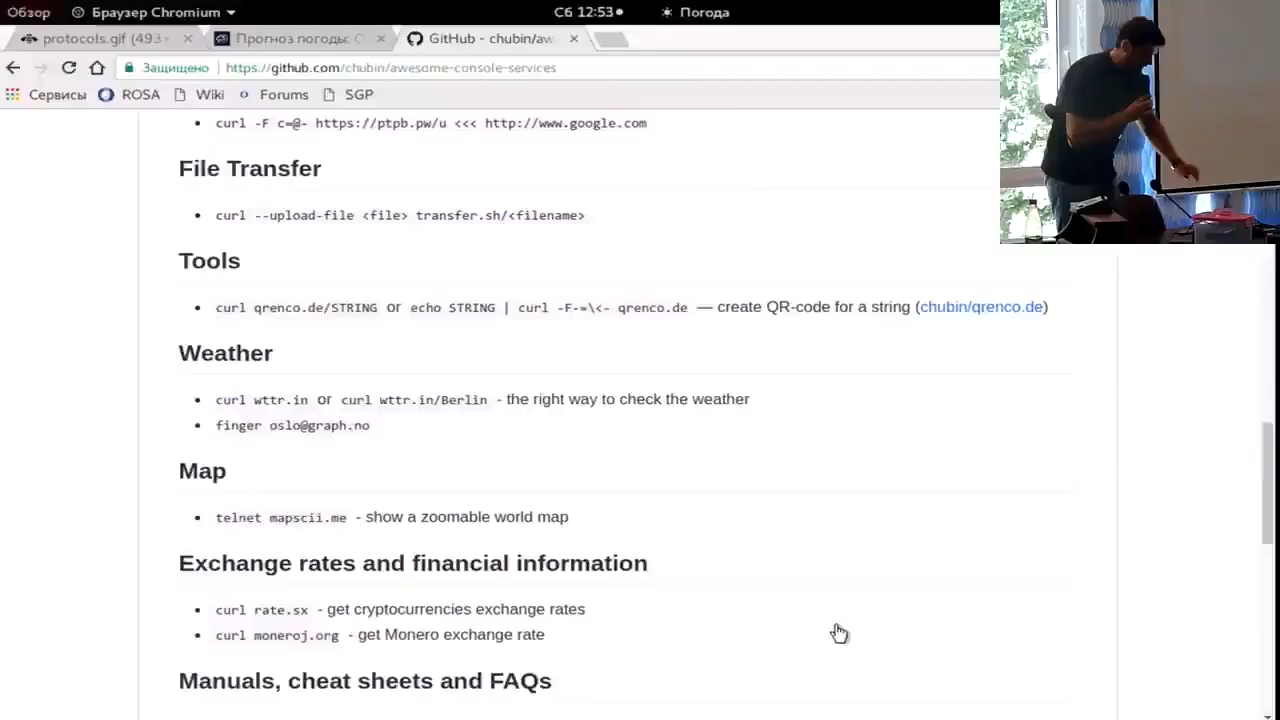 Обзор Браузер Chromium Сб 12:53 Погода
protocols.gif (493× Прогноз погоды: С GitHub - chubin/aw
Защищено https://github.com/chubin/awesome-console-services
Сервисы ROSA Wiki Forums SGP
curl -F c=@- https://ptpb.pw/u <<< http://www.google.com
File Transfer
curl --upload-file <file> transfer.sh/<filename>
Tools
curl qrenco.de/STRING or echo STRING | curl -F-=\<- qrenco.de — create QR-code for a string (chubin/qrenco.de)
Weather
curl wttr.in or curl wttr.in/Berlin - the right way to check the weather
finger oslo@graph.no
Map
telnet mapscii.me - show a zoomable world map
Exchange rates and financial information
curl rate.sx - get cryptocurrencies exchange rates
curl moneroj.org - get Monero exchange rate
Manuals, cheat sheets and FAQs